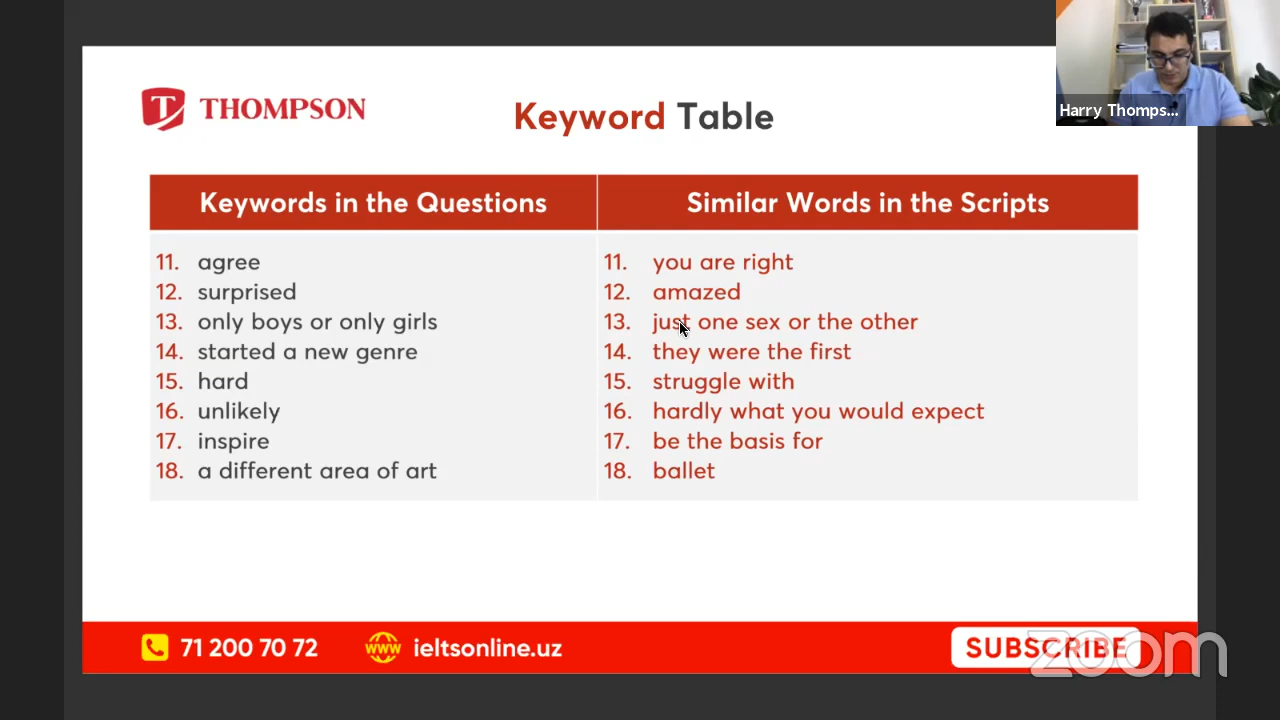 THOMPSON
Keyword Table
Harry Thomps...
Keywords in the Questions
Similar Words in the Scripts
11. agree
12. surprised
13. only boys or only girls
14. started a new genre
15. hard
16. unlikely
17. inspire
18. a different area of art
11. you are right
12. amazed
13. just one sex or the other
14. they were the first
15. struggle with
16. hardly what you would expect
17. be the basis for
18. ballet
71 200 70 72
WWW
ieltsonline.uz
SUBSCRIBE
zoom